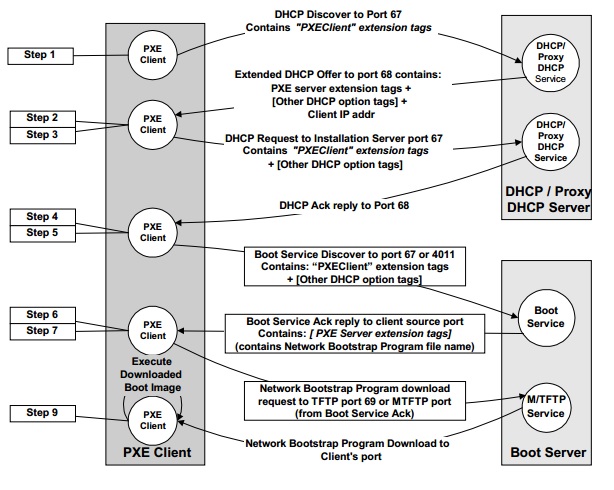 DHCP Discover to Port 67
Contains "PXEClient" extension tags
Step 1
PXE
Client
DHCP/
Proxy
DHCP
Service
Extended DHCP Offer to port 68 contains:
PXE server extension tags +
[Other DHCP option tags] +
Client IP addr
Step 2
Step 3
PXE
Client
DHCP Request to Installation Server port 67
Contains "PXEClient" extension tags
+ [Other DHCP option tags]
DHCP/
Proxy
DHCP
Service
DHCP / Proxy
DHCP Server
DHCP Ack reply to Port 68
Step 4
Step 5
PXE
Client
Boot Service Discover to port 67 or 4011
Contains: “PXEClient” extension tags
+ [Other DHCP option tags]
Boot
Service
Step 6
Step 7
PXE
Client
Boot Service Ack reply to client source port
Contains: [ PXE Server extension tags]
(contains Network Bootstrap Program file name)
Execute
Downloaded
Boot Image
Network Bootstrap Program download
request to TFTP port 69 or MTFTP port
(from Boot Service Ack)
M/TFTP
Service
Step 9
PXE
Client
Network Bootstrap Program Download to
Client's port
PXE Client
Boot Server